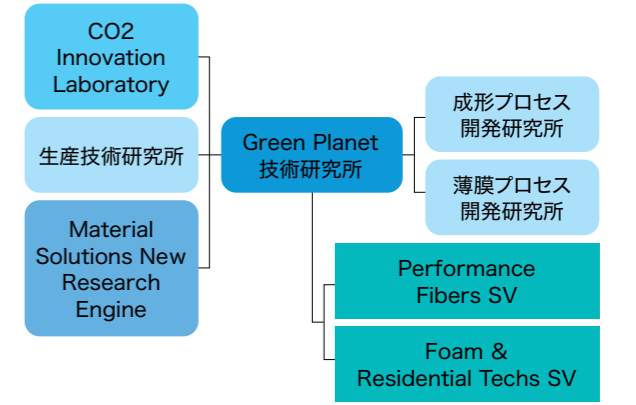 CO2
Innovation
Laboratory
生産技術研究所
Material
Solutions New
Research
Engine
Green Planet
技術研究所
成形プロセス
開発研究所
薄膜プロセス
開発研究所
Performance
Fibers SV
Foam &
Residential Techs SV